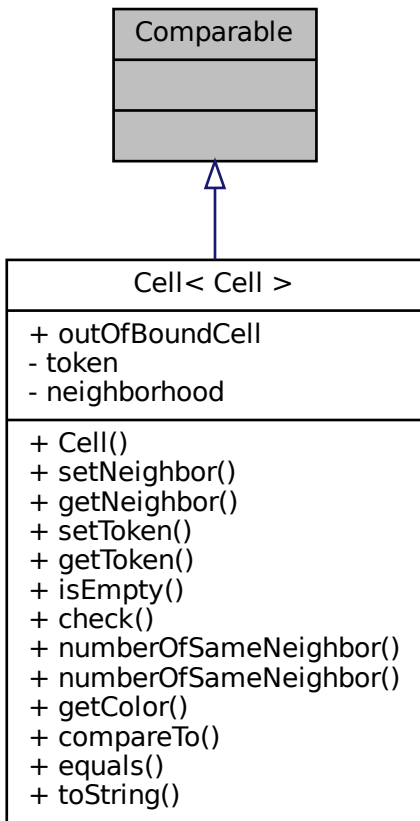 Comparable
Cell< Cell >
+ outOfBoundCell
- token
- neighborhood
+ Cell()
+ setNeighbor()
+ getNeighbor()
+ setToken()
+ getToken()
+ isEmpty()
+ check()
+ numberOfSameNeighbor()
+ numberOfSameNeighbor()
+ getColor()
+ compareTo()
+ equals()
+ toString()